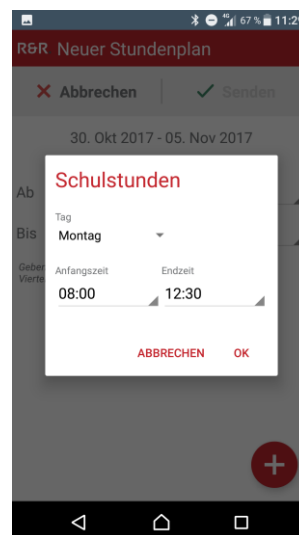 67 % 11:29
R&R Neuer Stundenplan
Abbrechen Senden
30. Okt 2017 - 05. Nov 2017
Schulstunden
Ab
Tag
Montag
Bis
Anfangszeit Endzeit
08:00 12:30
ABBRECHEN OK